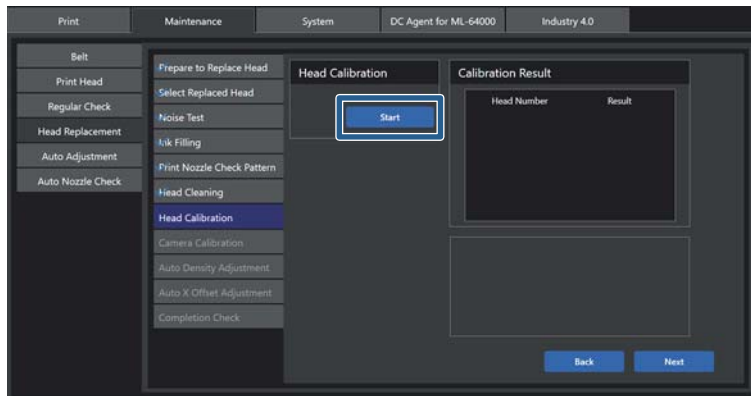 Print
Maintenance
System
DC Agent for ML-64000
Industry 4.0
Belt
Print Head
Regular Check
Head Replacement
Auto Adjustment
Auto Nozzle Check
Prepare to Replace Head
Select Replaced Head
Noise Test
Ink Filling
Print Nozzle Check Pattern
Head Cleaning
Head Calibration
Camera Calibration
Auto Density Adjustment
Auto X Offset Adjustment
Completion Check
Head Calibration
Start
Calibration Result
Head Number Result
Back
Next